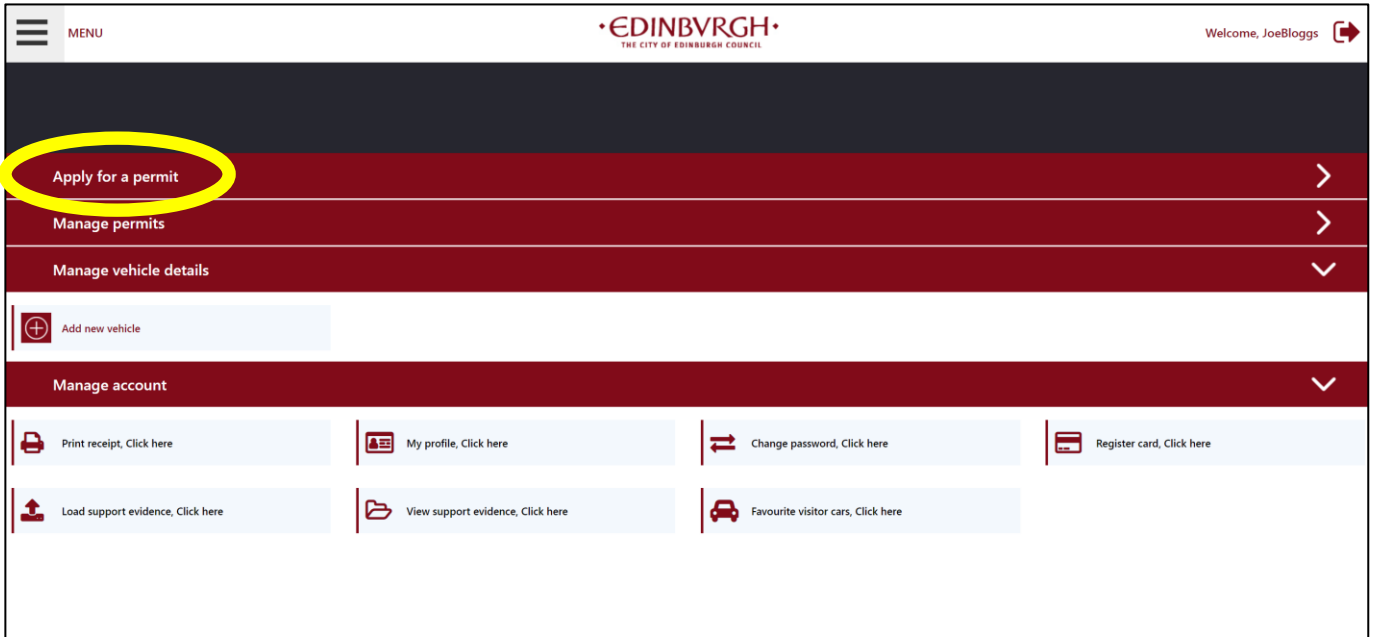 MENU
·EDINBVRGH·
THE CITY OF EDINBURGH COUNCIL
Welcome, JoeBloggs
Apply for a permit
Manage permits
Manage vehicle details
Add new vehicle
Manage account
Print receipt, Click here
My profile, Click here
Change password, Click here
Register card, Click here
Load support evidence, Click here
View support evidence, Click here
Favourite visitor cars, Click here